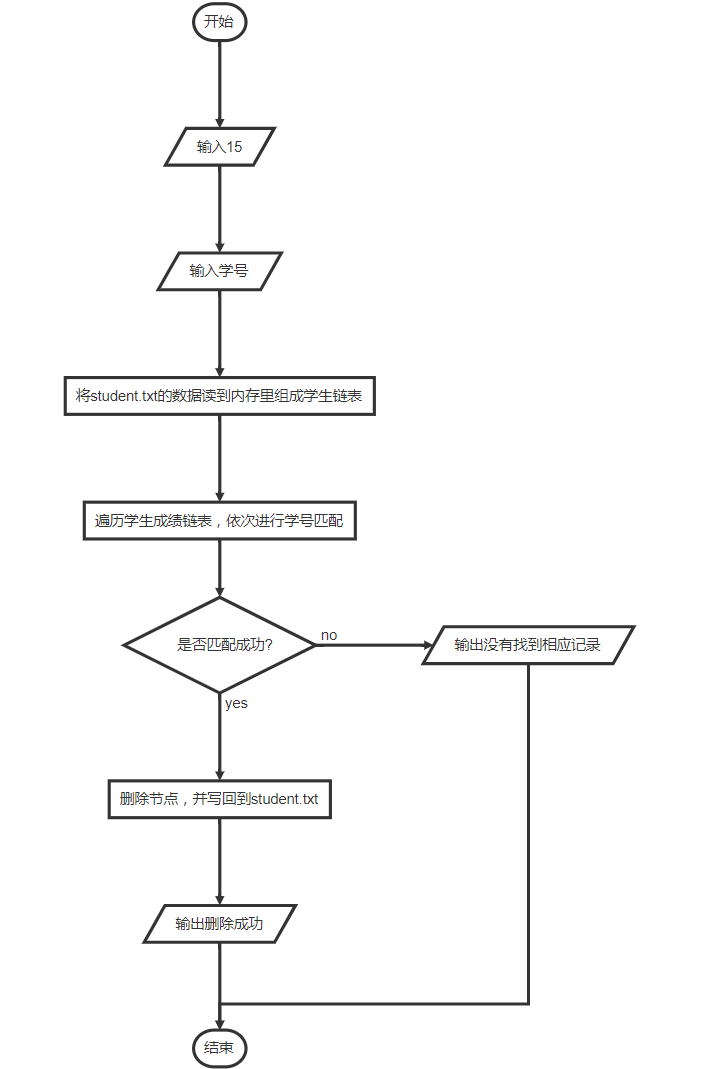 开始
输入15
输入学号
将student.txt的数据读到内存里组成学生链表
遍历学生成绩链表，依次进行学号匹配
是否匹配成功?
no
输出没有找到相应记录
yes
删除节点，并写回到student.txt
输出删除成功
结束